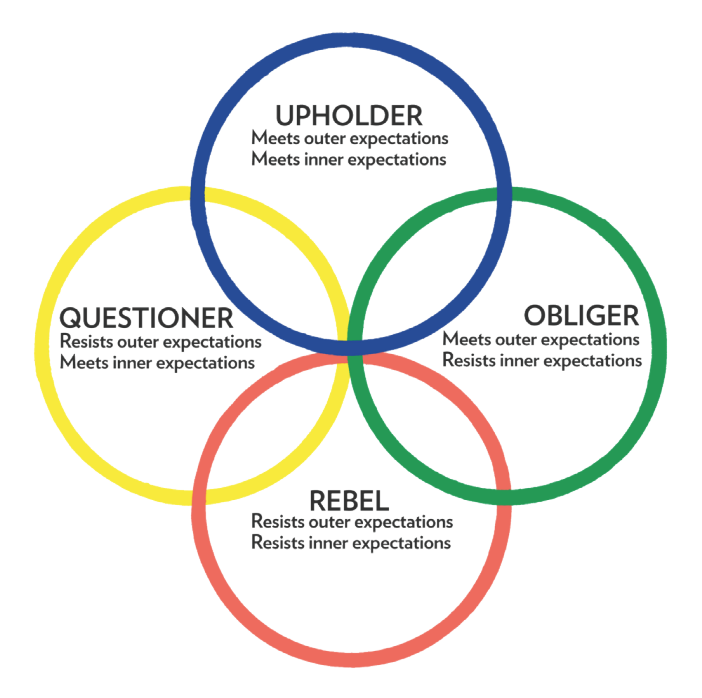 UPHOLDER
Meets outer expectations
Meets inner expectations
QUESTIONER
Resists outer expectations
Meets inner expectations
OBLIGER
Meets outer expectations
Resists inner expectations
REBEL
Resists outer expectations
Resists inner expectations